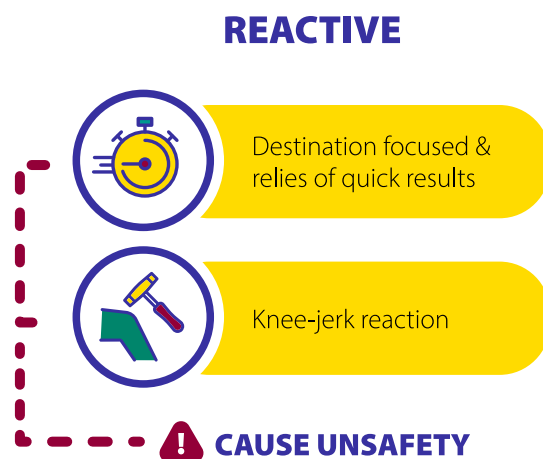 REACTIVE
Destination focused &
relies of quick results
Knee-jerk reaction
CAUSE UNSAFETY